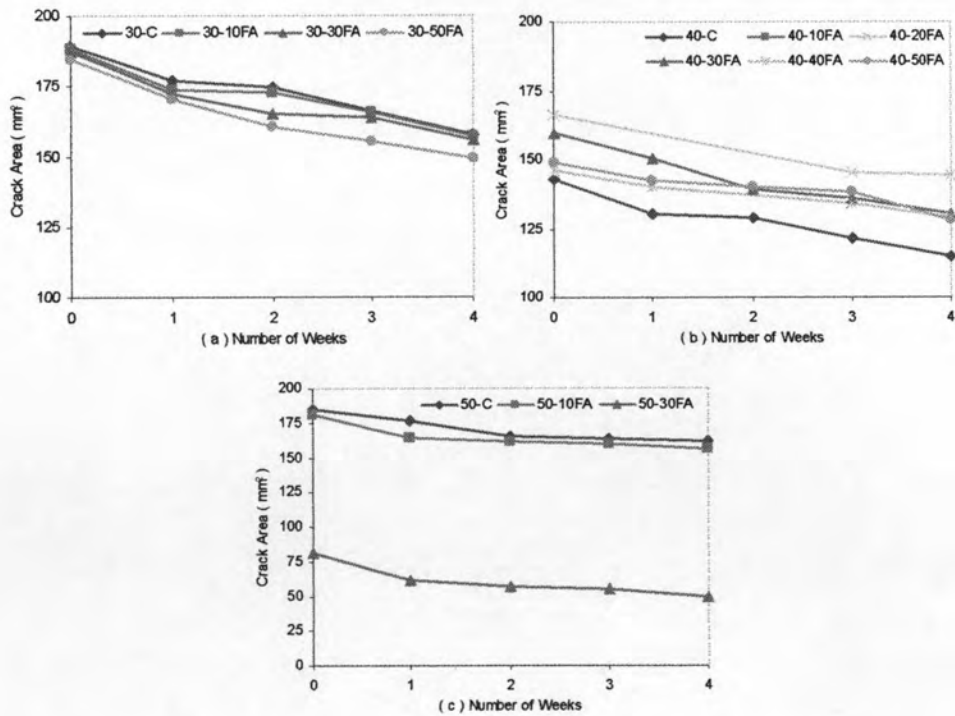 200
30-C 30-10FA 30-30FA 30-50FA
175
150
125
100
Crack Area ( mm² )
0 1 2 3 4
( a ) Number of Weeks
200
40-C 40-10FA 40-20FA
40-30FA 40-40FA 40-50FA
175
150
125
100
Crack Area ( mm² )
0 1 2 3 4
( b ) Number of Weeks
200
50-C 50-10FA 50-30FA
175
150
125
100
75
50
25
0
Crack Area ( mm² )
0 1 2 3 4
( c ) Number of Weeks